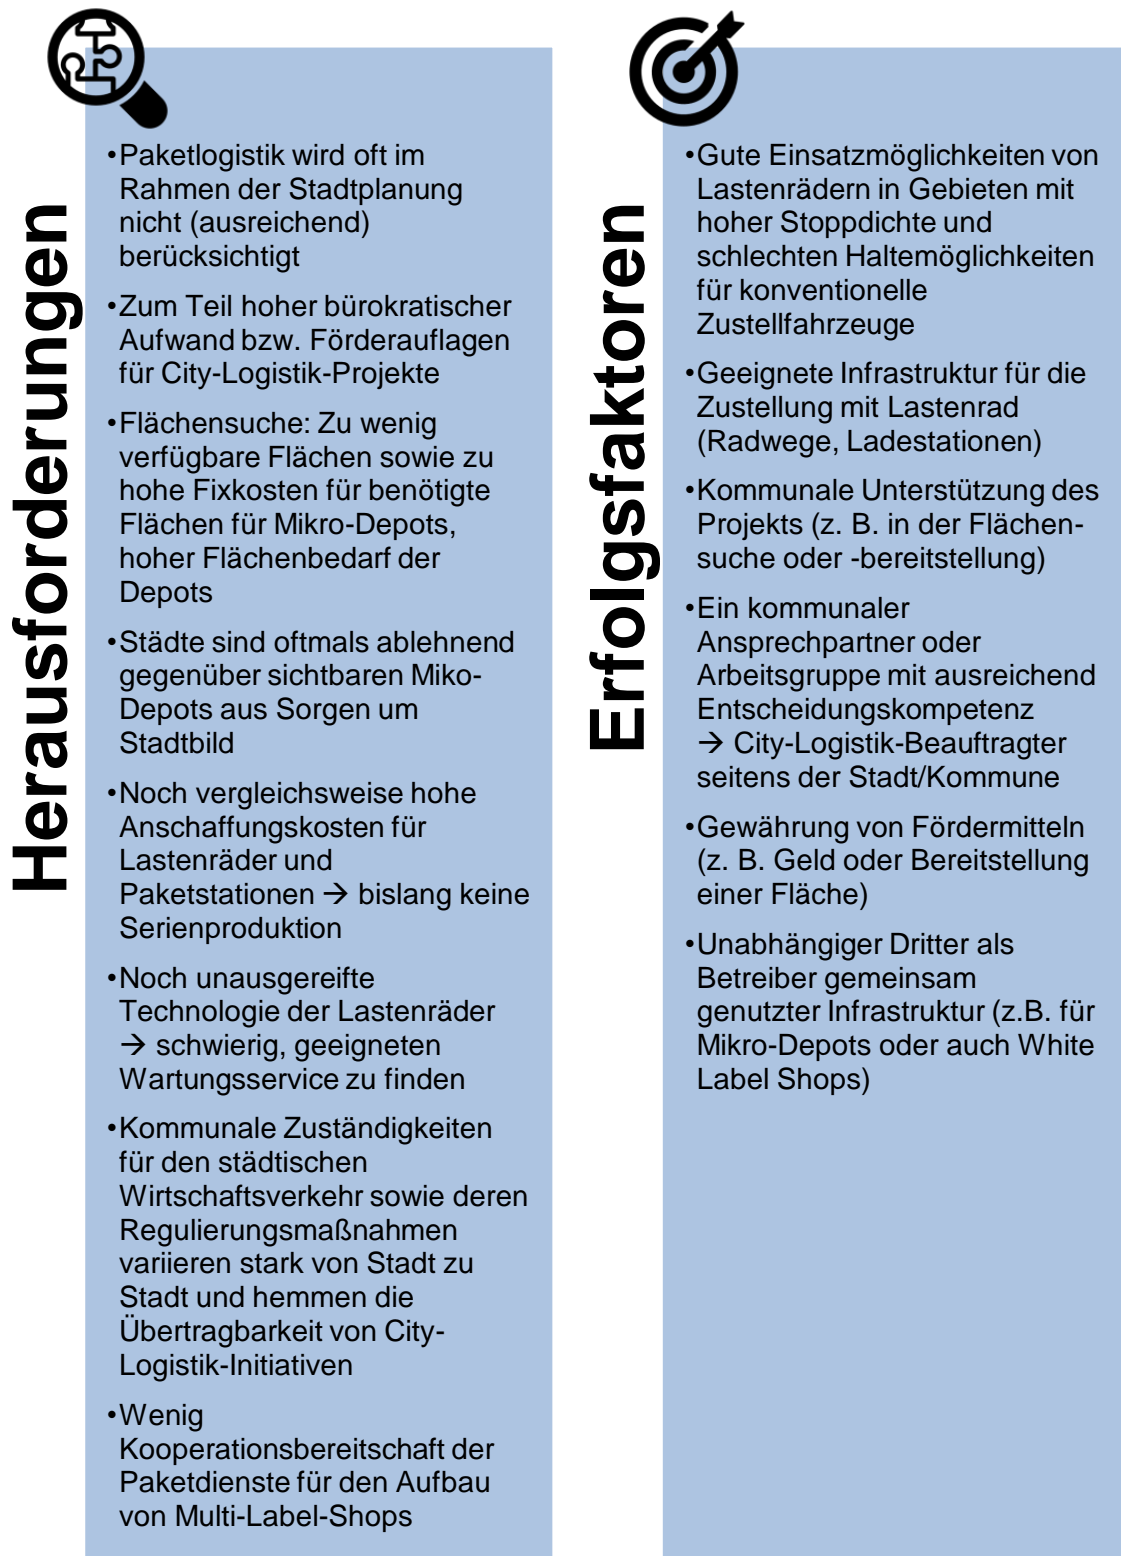 Herausforderungen
•Paketlogistik wird oft im
Rahmen der Stadtplanung
nicht (ausreichend)
berücksichtigt
•Zum Teil hoher bürokratischer
Aufwand bzw. Förderauflagen
für City-Logistik-Projekte
•Flächensuche: Zu wenig
verfügbare Flächen sowie zu
hohe Fixkosten für benötigte
Flächen für Mikro-Depots,
hoher Flächenbedarf der
Depots
•Städte sind oftmals ablehnend
gegenüber sichtbaren Miko-
Depots aus Sorgen um
Stadtbild
•Noch vergleichsweise hohe
Anschaffungskosten für
Lastenräder und
Paketstationen → bislang keine
Serienproduktion
•Noch unausgereifte
Technologie der Lastenräder
→ schwierig, geeigneten
Wartungsservice zu finden
•Kommunale Zuständigkeiten
für den städtischen
Wirtschaftsverkehr sowie deren
Regulierungsmaßnahmen
variieren stark von Stadt zu
Stadt und hemmen die
Übertragbarkeit von City-
Logistik-Initiativen
•Wenig
Kooperationsbereitschaft der
Paketdienste für den Aufbau
von Multi-Label-Shops
Erfolgsfaktoren
•Gute Einsatzmöglichkeiten von
Lastenrädern in Gebieten mit
hoher Stoppdichte und
schlechten Haltemöglichkeiten
für konventionelle
Zustellfahrzeuge
•Geeignete Infrastruktur für die
Zustellung mit Lastenrad
(Radwege, Ladestationen)
•Kommunale Unterstützung des
Projekts (z. B. in der Flächen-
suche oder -bereitstellung)
•Ein kommunaler
Ansprechpartner oder
Arbeitsgruppe mit ausreichend
Entscheidungskompetenz
→ City-Logistik-Beauftragter
seitens der Stadt/Kommune
•Gewährung von Fördermitteln
(z. B. Geld oder Bereitstellung
einer Fläche)
•Unabhängiger Dritter als
Betreiber gemeinsam
genutzter Infrastruktur (z.B. für
Mikro-Depots oder auch White
Label Shops)